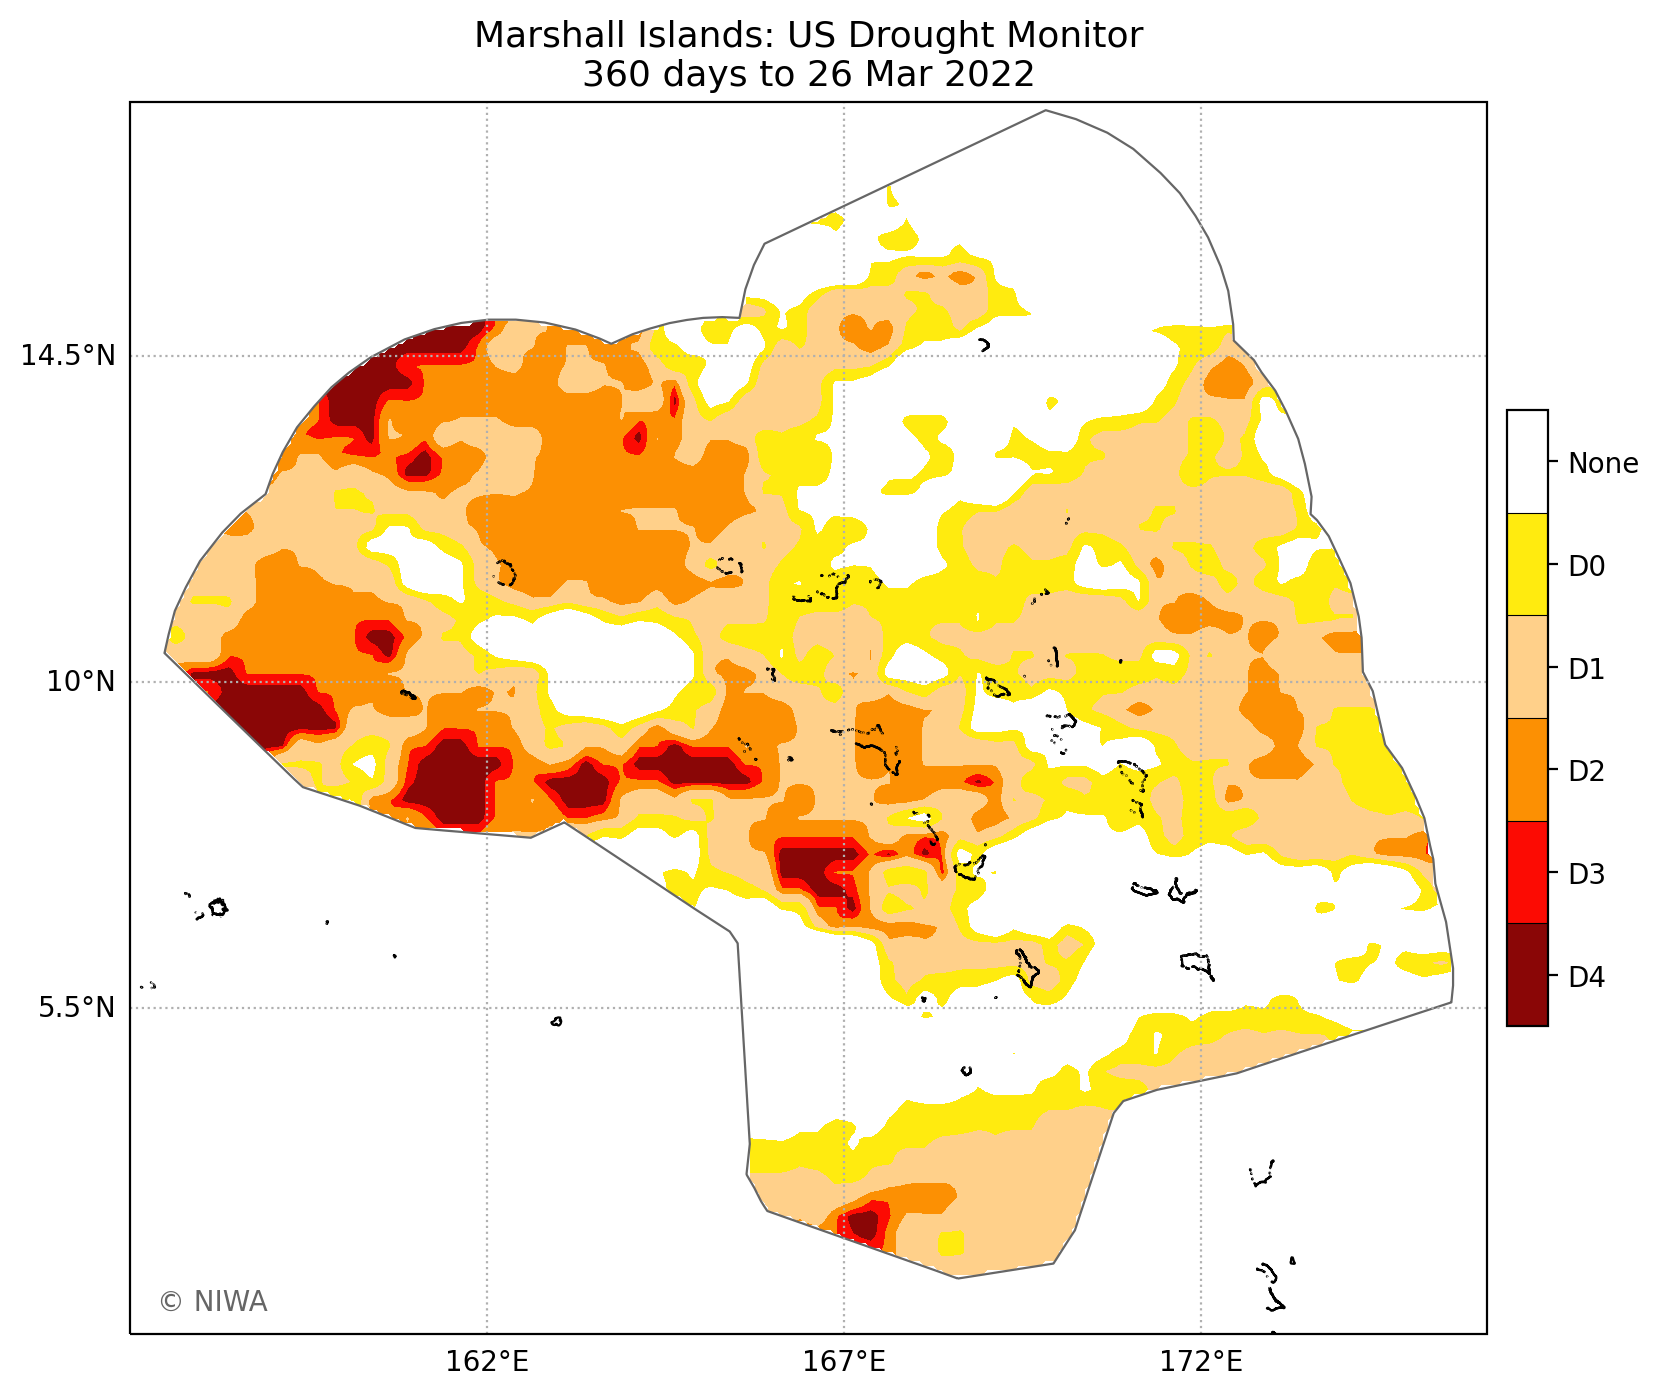 Marshall Islands: US Drought Monitor
360 days to 26 Mar 2022
14.5°N
10°N
5.5°N
162°E
167°E
172°E
None
D0
D1
D2
D3
D4
© NIWA